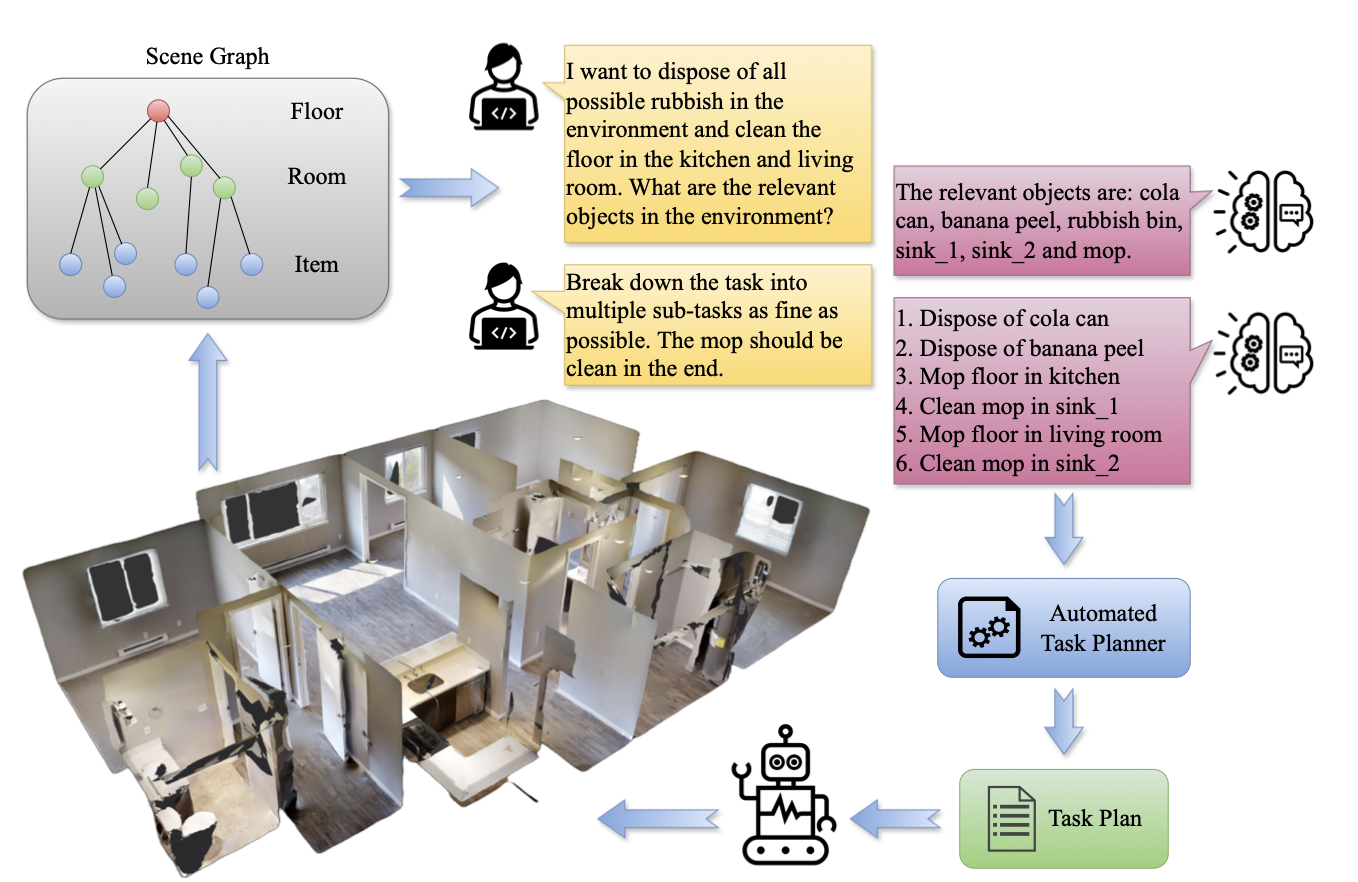 Scene Graph
Floor
Room
Item
</>
I want to dispose of all
possible rubbish in the
environment and clean the
floor in the kitchen and living
room. What are the relevant
objects in the environment?
</>
Break down the task into
multiple sub-tasks as fine as
possible. The mop should be
clean in the end.
The relevant objects are: cola
can, banana peel, rubbish bin,
sink_1, sink_2 and mop.
1. Dispose of cola can
2. Dispose of banana peel
3. Mop floor in kitchen
4. Clean mop in sink_1
5. Mop floor in living room
6. Clean mop in sink_2
Automated
Task Planner
Task Plan